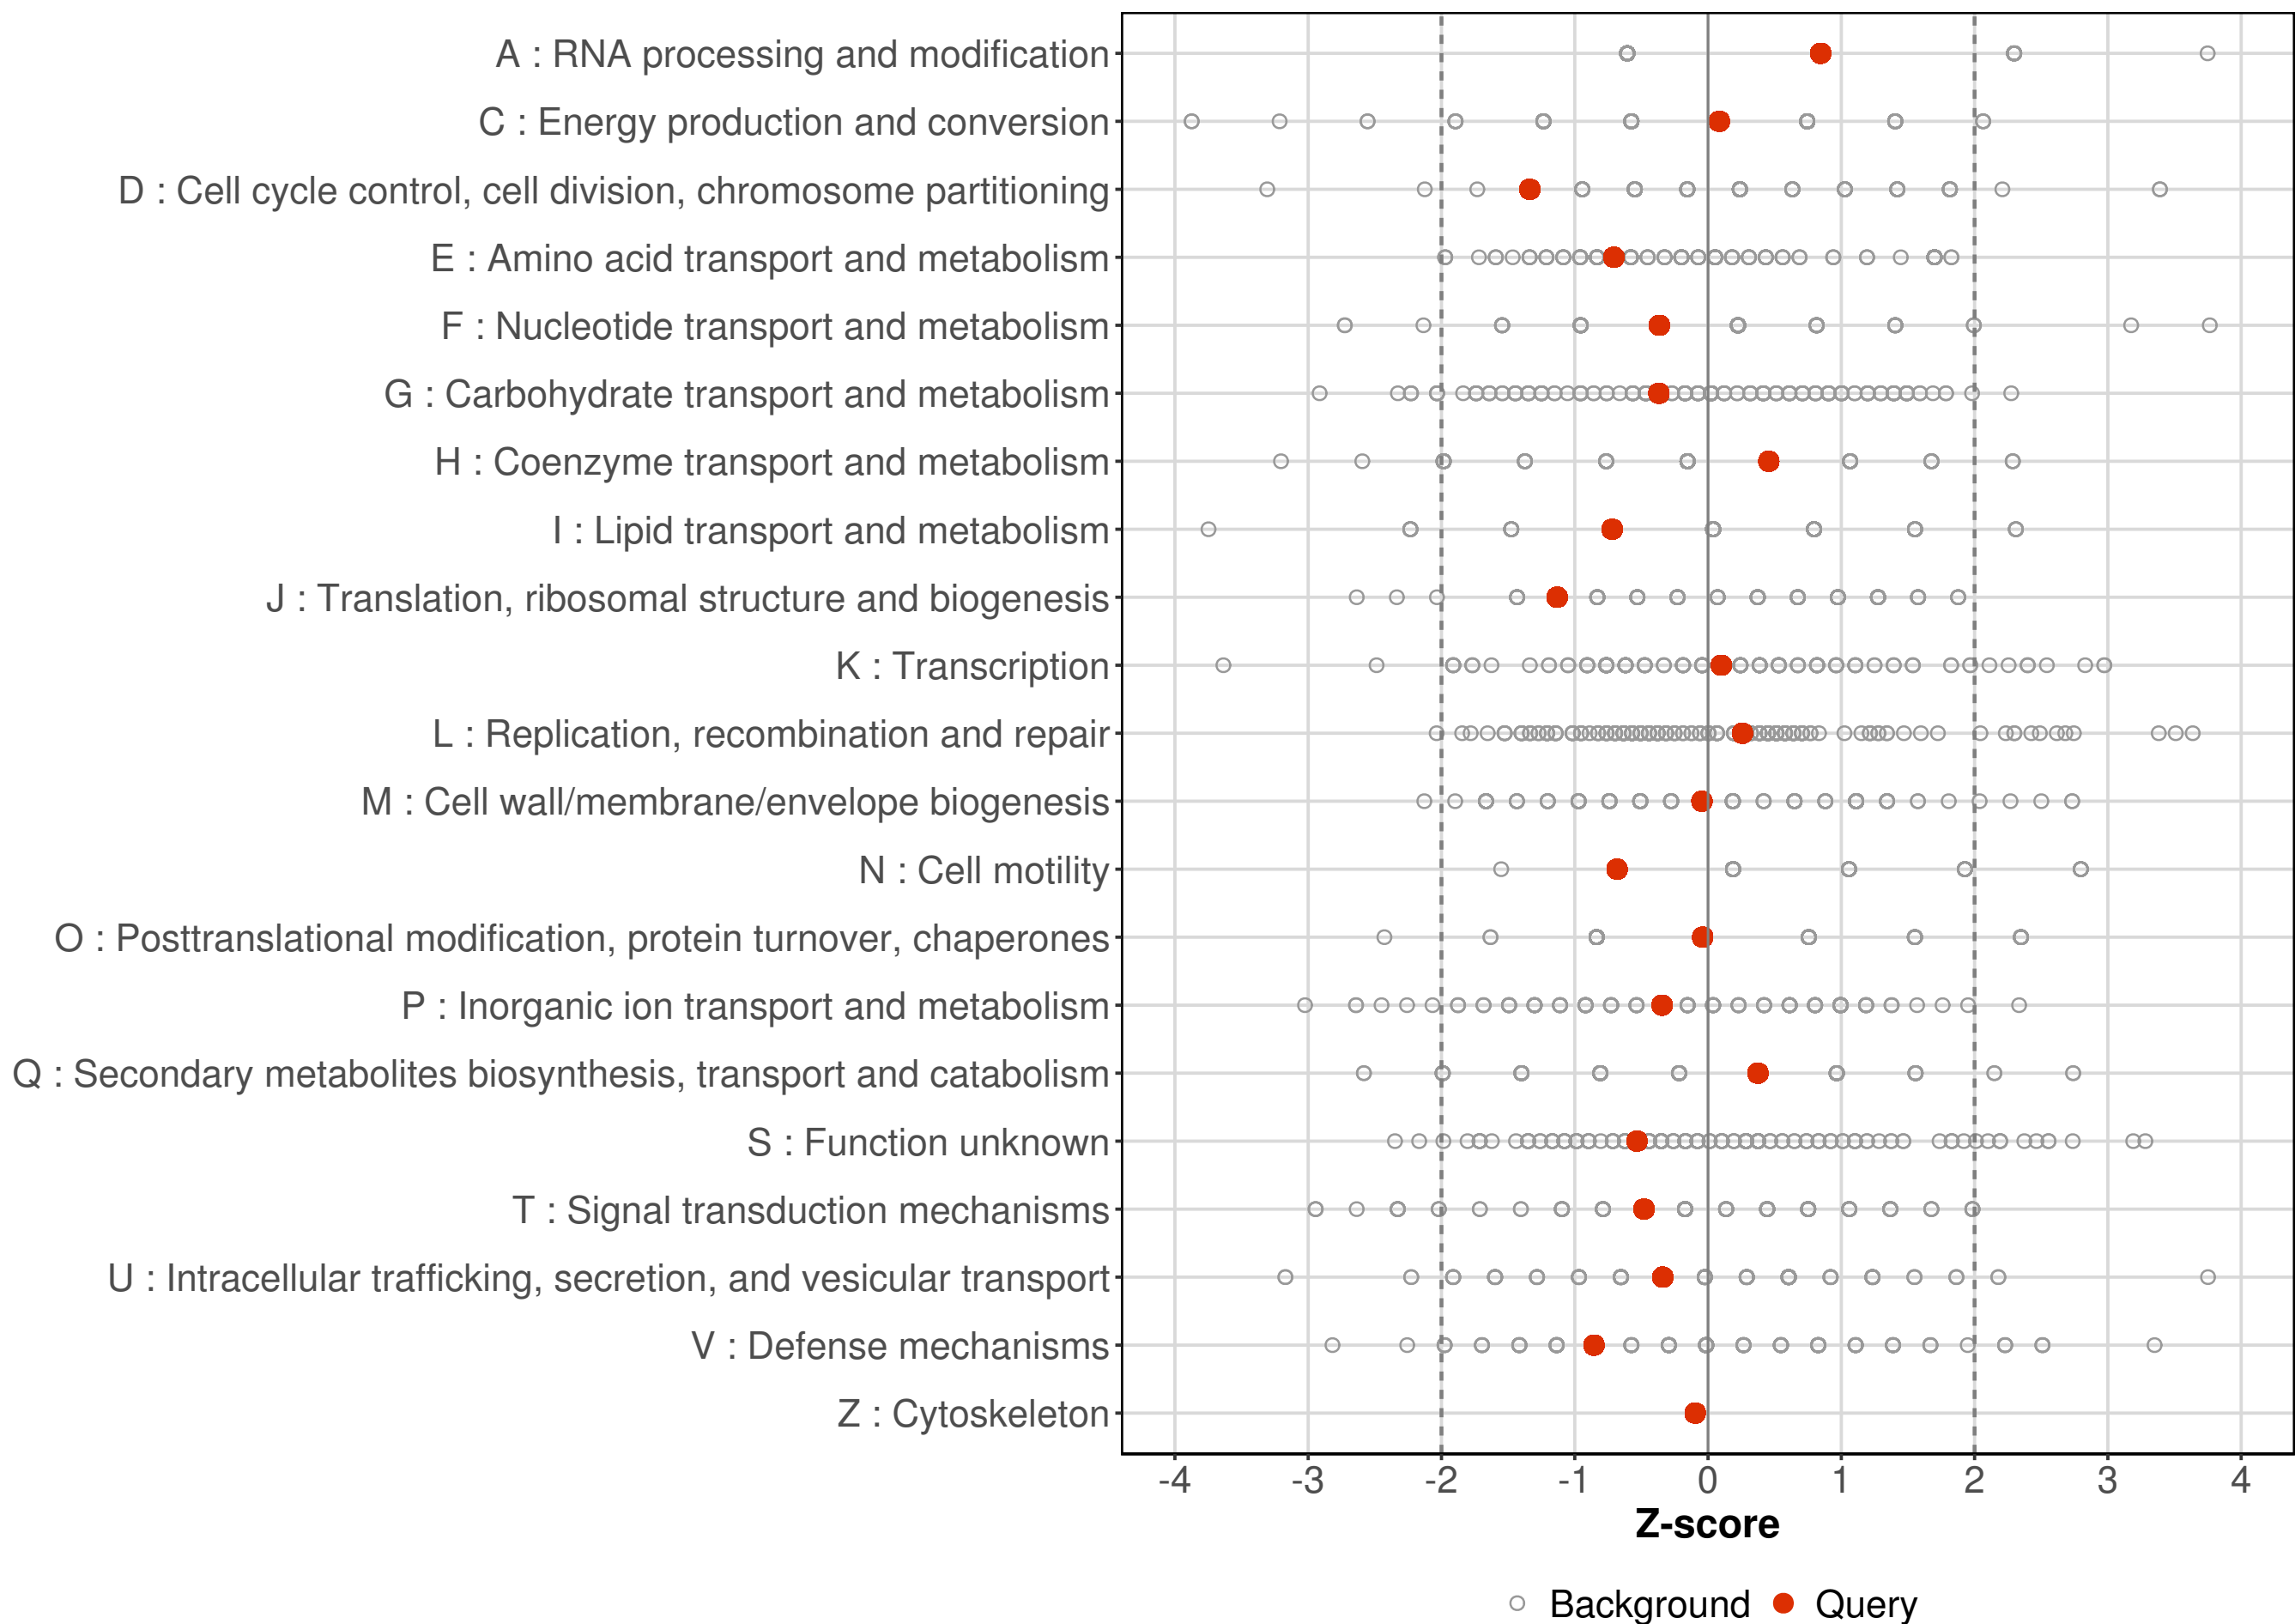 A : RNA processing and modification
C : Energy production and conversion
D : Cell cycle control, cell division, chromosome partitioning
E : Amino acid transport and metabolism
F : Nucleotide transport and metabolism
G : Carbohydrate transport and metabolism
H : Coenzyme transport and metabolism
I : Lipid transport and metabolism
J : Translation, ribosomal structure and biogenesis
K : Transcription
L : Replication, recombination and repair
M : Cell wall/membrane/envelope biogenesis
N : Cell motility
O : Posttranslational modification, protein turnover, chaperones
P : Inorganic ion transport and metabolism
Q : Secondary metabolites biosynthesis, transport and catabolism
S : Function unknown
T : Signal transduction mechanisms
U : Intracellular trafficking, secretion, and vesicular transport
V : Defense mechanisms
Z : Cytoskeleton
-4 -3 -2 -1 0 1 2 3 4
Z-score
Background Query